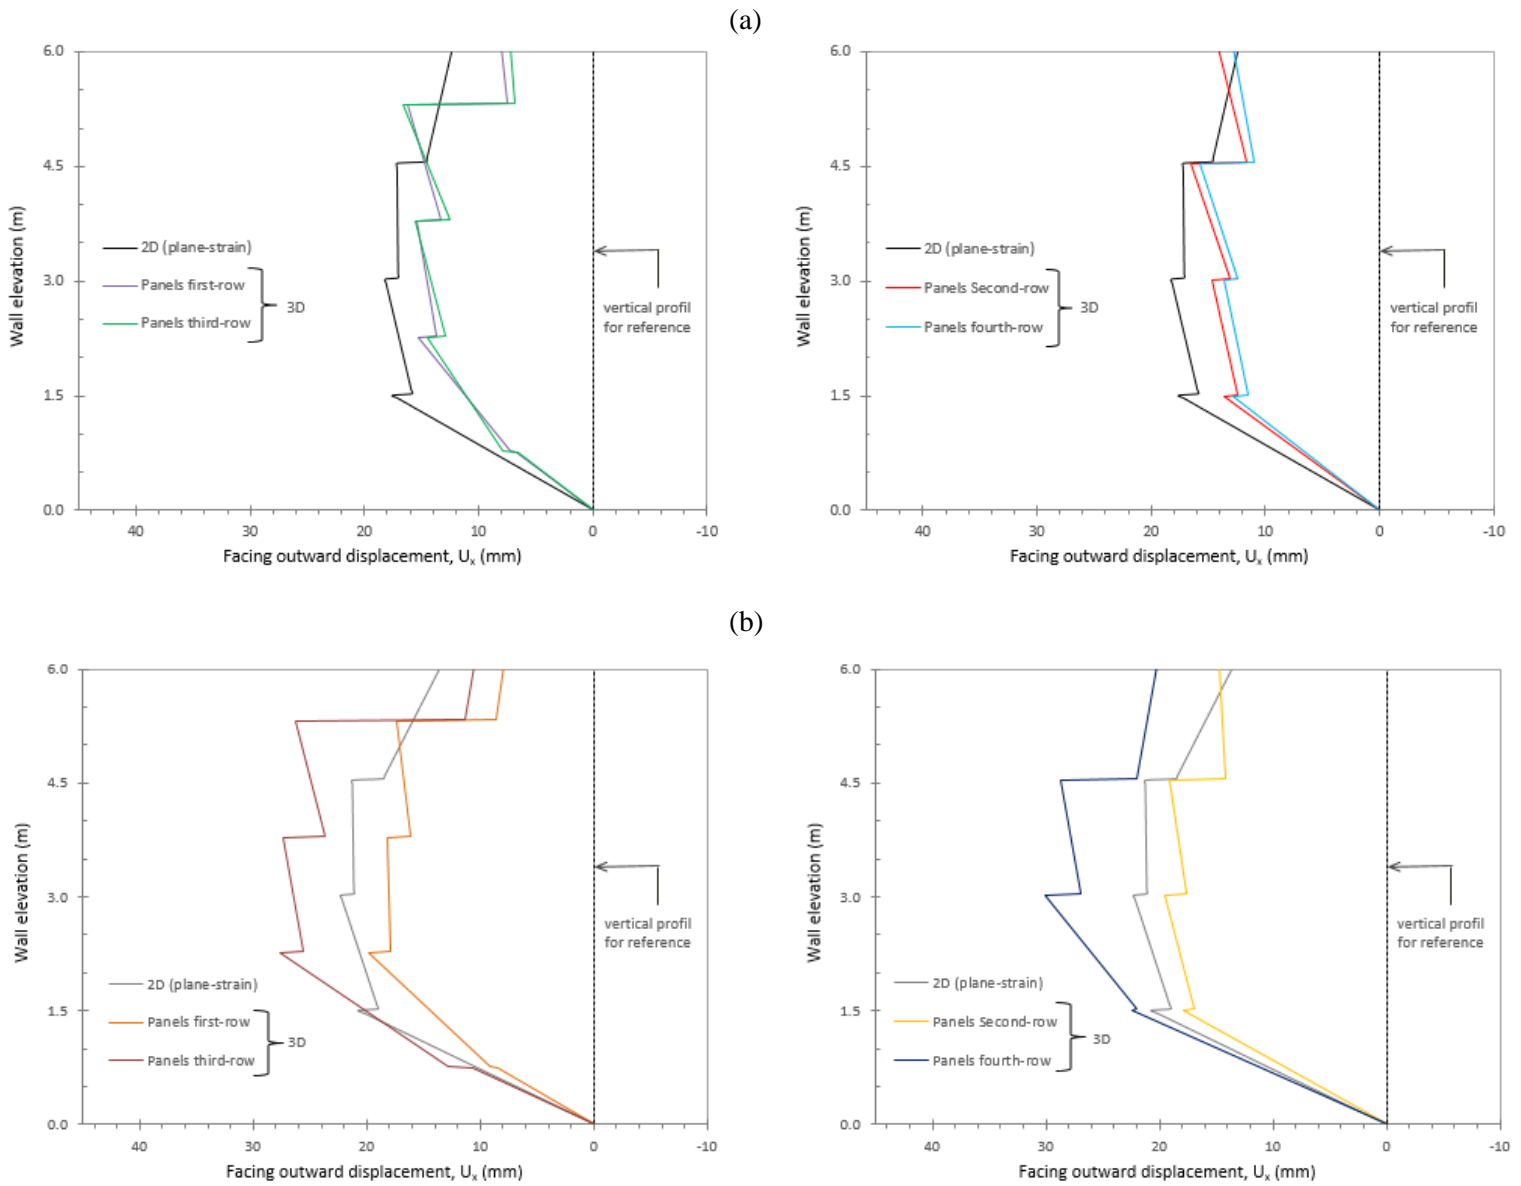 (a)
6.0
4.5
3.0
1.5
0.0
Wall elevation (m)
2D (plane-strain)
Panels first-row
Panels third-row
3D
vertical profil
for reference
40 30 20 10 0 -10
Facing outward displacement, Uₓ (mm)
6.0
4.5
3.0
1.5
0.0
Wall elevation (m)
2D (plane-strain)
Panels Second-row
Panels fourth-row
3D
vertical profil
for reference
40 30 20 10 0 -10
Facing outward displacement, Uₓ (mm)
(b)
6.0
4.5
3.0
1.5
0.0
Wall elevation (m)
vertical profil
for reference
2D (plane-strain)
Panels first-row
Panels third-row
3D
40 30 20 10 0 -10
Facing outward displacement, Uₓ (mm)
6.0
4.5
3.0
1.5
0.0
Wall elevation (m)
vertical profil
for reference
2D (plane-strain)
Panels Second-row
Panels fourth-row
3D
40 30 20 10 0 -10
Facing outward displacement, Uₓ (mm)